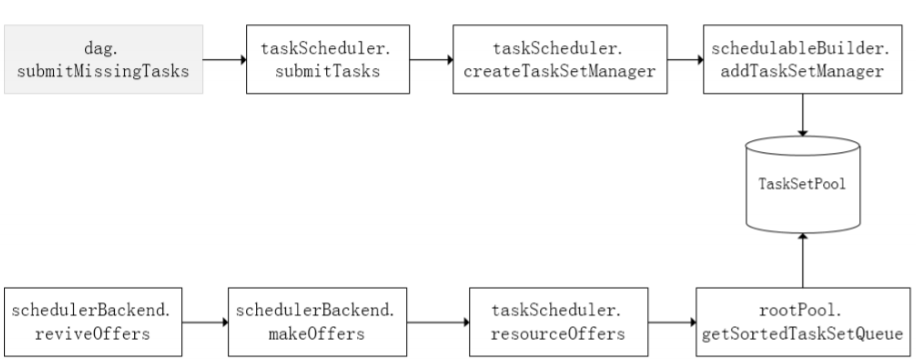 dag.
submitMissingTasks
taskScheduler.
submitTasks
taskScheduler.
createTaskSetManager
schedulableBuilder.
addTaskSetManager
TaskSetPool
schedulerBackend.
reviveOffers
schedulerBackend.
makeOffers
taskScheduler.
resourceOffers
rootPool.
getSortedTaskSetQueue